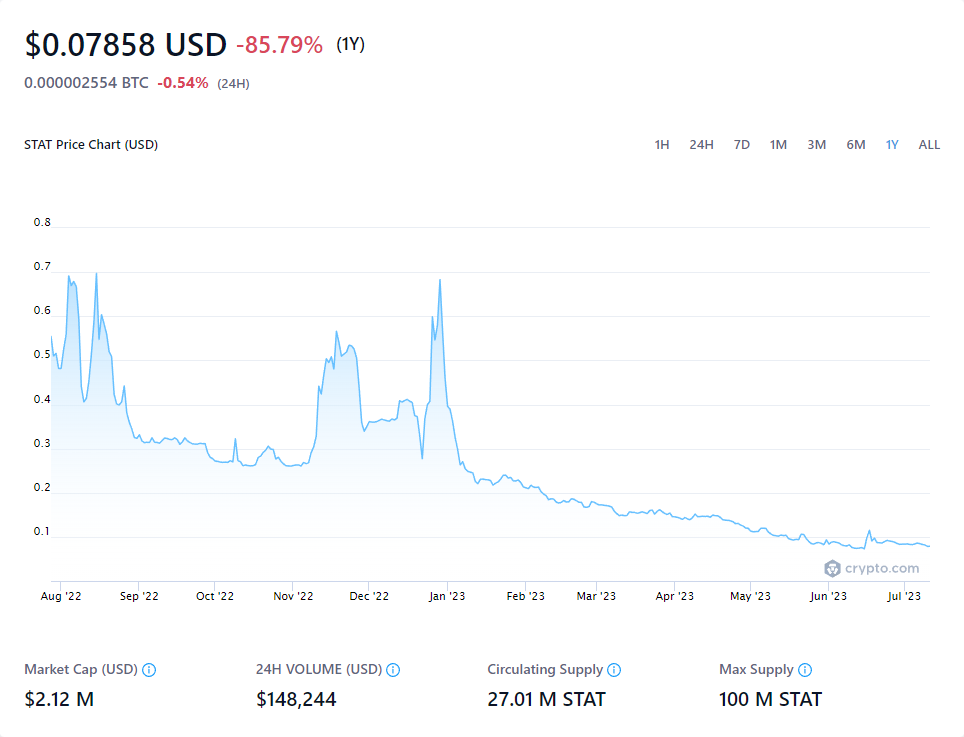 $0.07858 USD -85.79% (1Y)
0.000002554 BTC -0.54% (24H)
STAT Price Chart (USD) 1H 24H 7D 1M 3M 6M 1Y ALL
0.8
0.7
0.6
0.5
0.4
0.3
0.2
0.1
crypto.com
Aug '22 Sep '22 Oct '22 Nov '22 Dec '22 Jan '23 Feb '23 Mar '23 Apr '23 May '23 Jun '23 Jul '23
Market Cap (USD) 24H VOLUME (USD) Circulating Supply Max Supply
$2.12 M $148,244 27.01 M STAT 100 M STAT